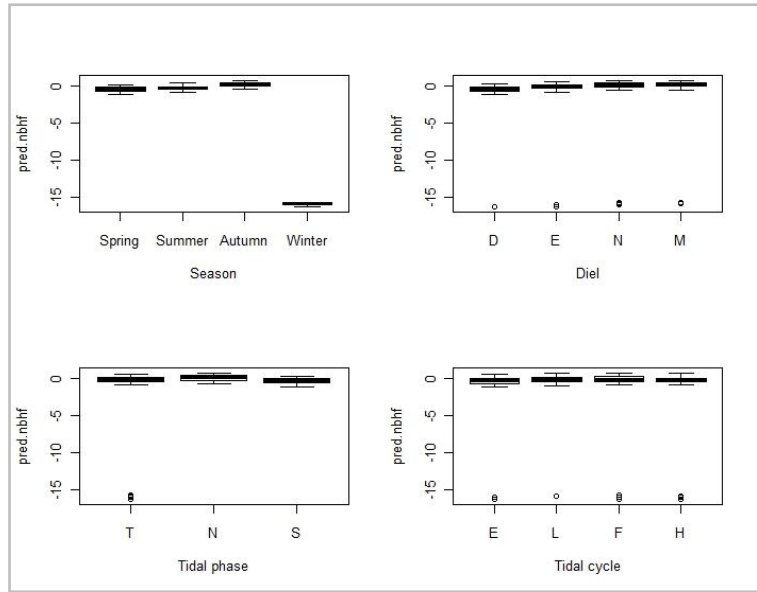 pred.nbhf
0
-5
-10
-15
Spring Summer Autumn Winter
Season
pred.nbhf
0
-5
-10
-15
D E N M
Diel
pred.nbhf
0
-5
-10
-15
T N S
Tidal phase
pred.nbhf
0
-5
-10
-15
E L F H
Tidal cycle